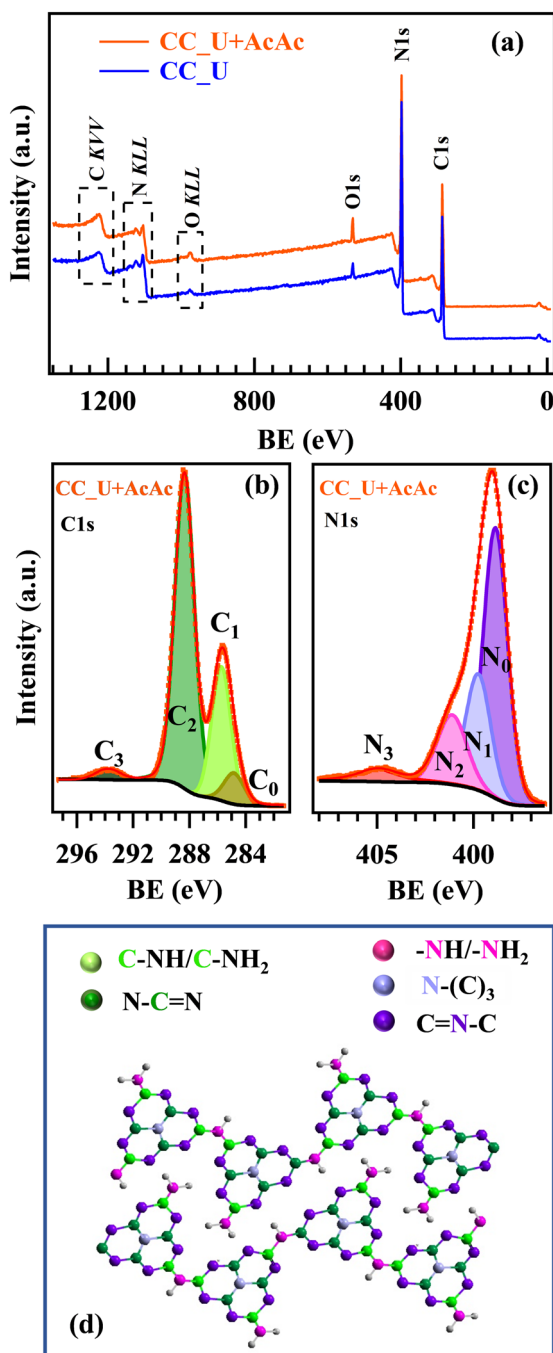 CC_U+AcAc
CC_U
(a)
N1s
C1s
O1s
C KVV
N KLL
O KLL
Intensity (a.u.)
1200 800 400 0
BE (eV)
CC_U+AcAc
C1s
(b)
C₁
C₂
C₃
C₀
Intensity (a.u.)
296 292 288 284
BE (eV)
CC_U+AcAc
N1s
(c)
N₀
N₁
N₂
N₃
405 400
BE (eV)
C-NH/C-NH₂
N-C=N
-NH/-NH₂
N-(C)₃
C=N-C
(d)